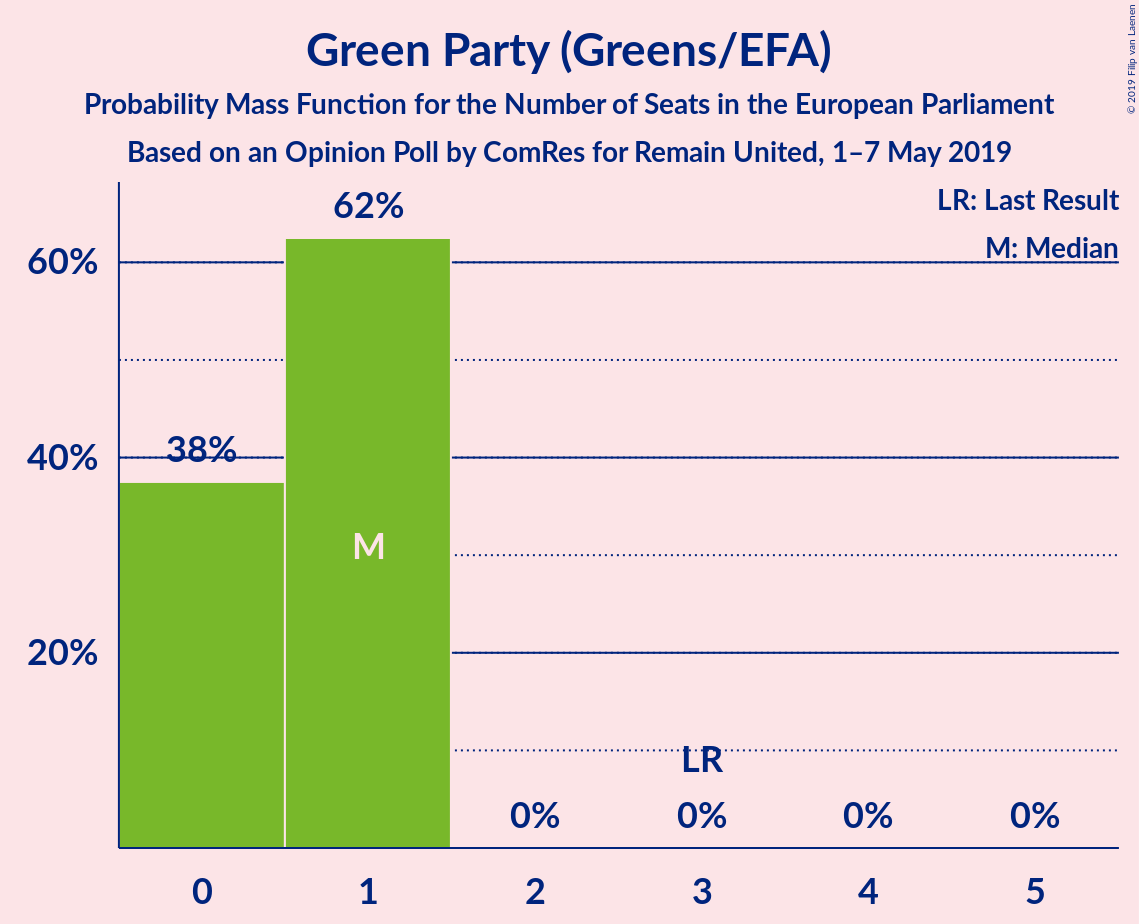 Green Party (Greens/EFA)
Probability Mass Function for the Number of Seats in the European Parliament
Based on an Opinion Poll by ComRes for Remain United, 1–7 May 2019
© 2019 Filip van Laenen
LR: Last Result
M: Median
62%
60%
38%
40%
M
20%
LR
0% 0% 0% 0%
0 1 2 3 4 5